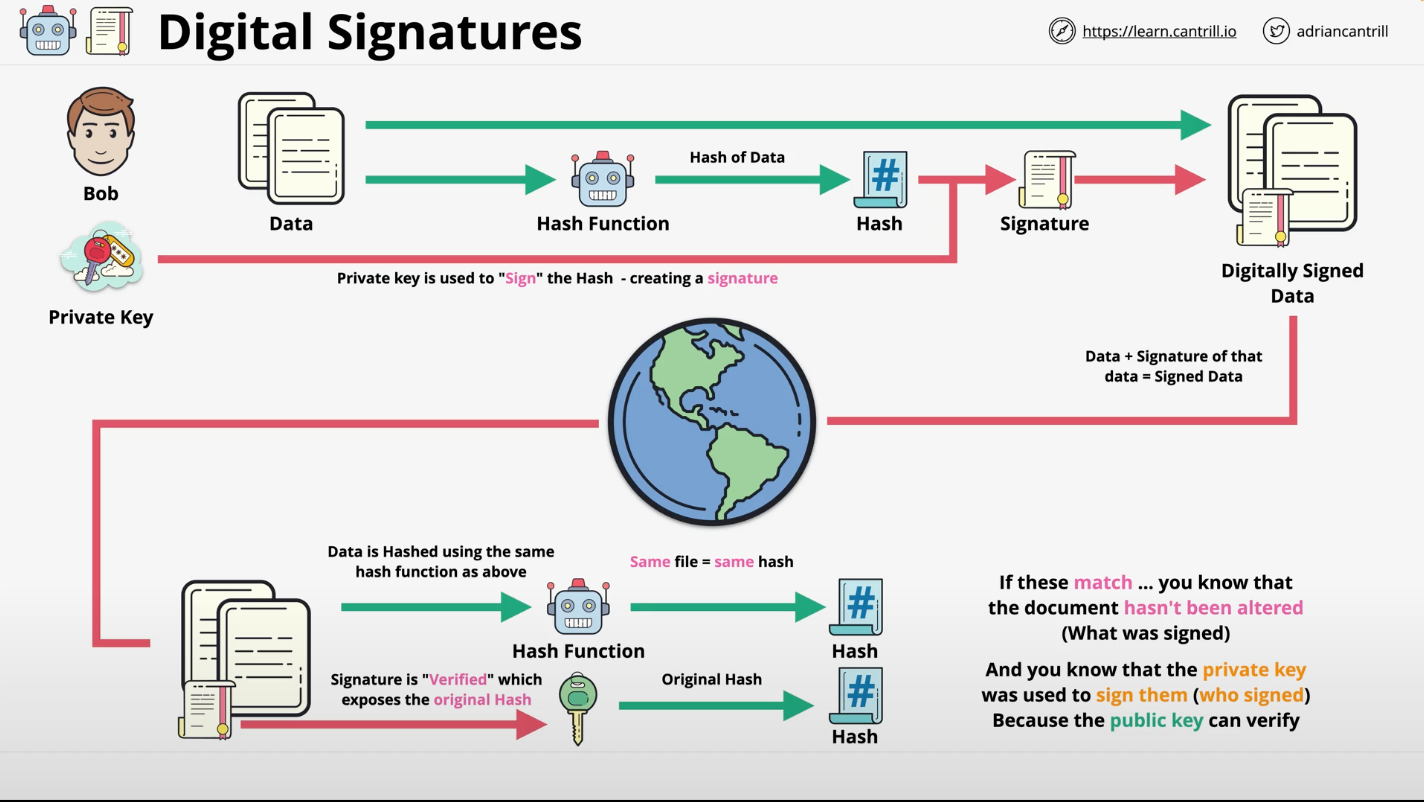 Digital Signatures
https://learn.cantrill.io
adriancantrill
Bob
Data
Hash Function
Hash of Data
#
Hash
Signature
Digitally Signed
Data
***
Private Key
Private key is used to "Sign" the Hash - creating a signature
Data + Signature of that
data = Signed Data
Data is Hashed using the same
hash function as above
Hash Function
Same file = same hash
#
Hash
Signature is "Verified" which
exposes the original Hash
Original Hash
#
Hash
If these match ... you know that
the document hasn't been altered
(What was signed)
And you know that the private key
was used to sign them (who signed)
Because the public key can verify